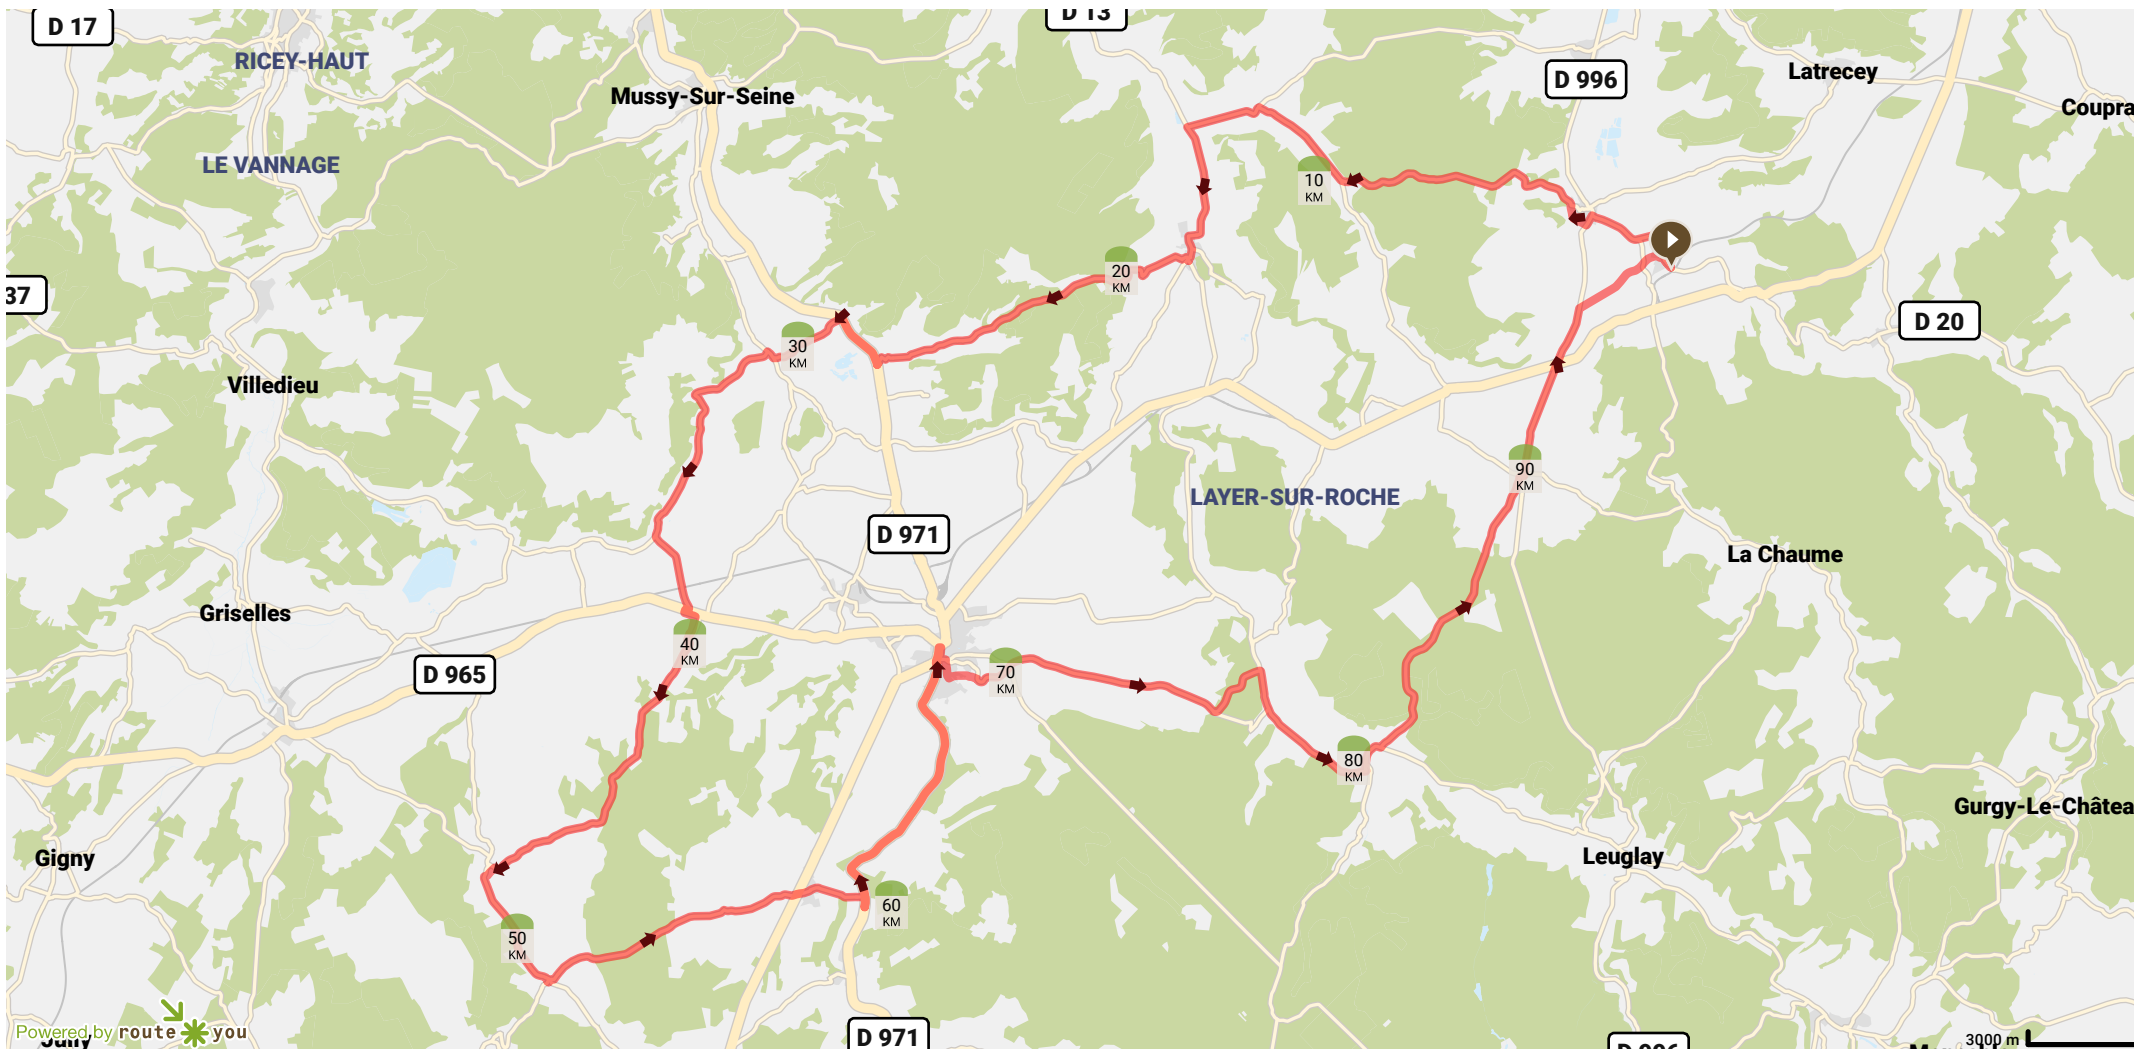 D 17
D 13
RICEY-HAUT
Mussy-Sur-Seine
D 996
Latrecey
LE VANNAGE
10
KM
20
KM
37
D 20
30
KM
Villedieu
90
KM
LAYER-SUR-ROCHE
D 971
La Chaume
Griselles
40
KM
D 965
70
KM
80
KM
Gurgy-Le-Châtea
Gigny
Leuglay
60
KM
50
KM
Powered by route you
D 971
3000 m